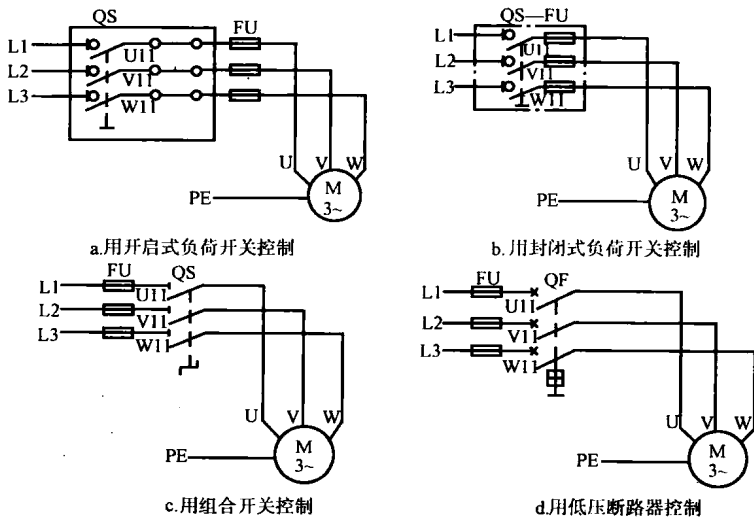 QS
FU
L1
U11
L2
V11
L3
W11
U V W
PE
M
3~
a.用开启式负荷开关控制
QS—FU
L1
U11
L2
V11
L3
W11
U V W
PE
M
3~
b.用封闭式负荷开关控制
FU QS
L1
U11
L2
V11
L3
W11
U V W
PE
M
3~
c.用组合开关控制
FU QF
L1
U11
L2
V11
L3
W11
U V W
PE
M
3~
d.用低压断路器控制